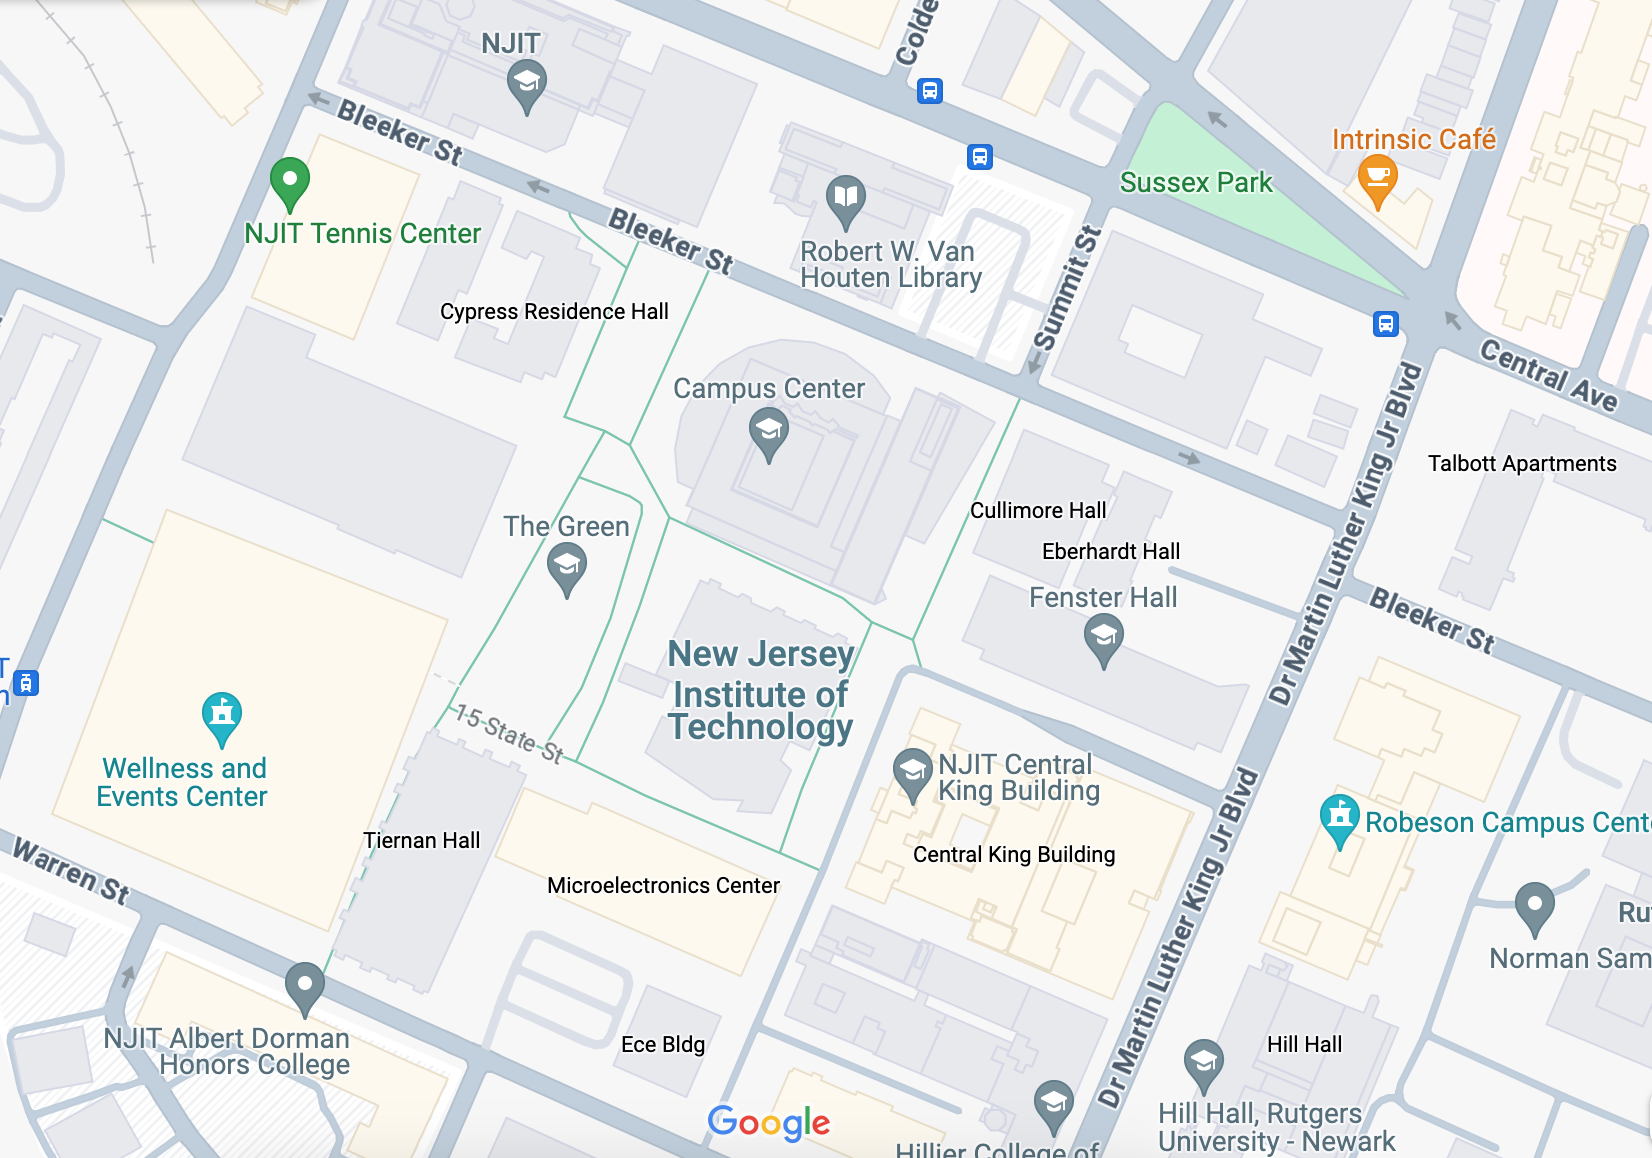 NJIT
Colde
Bleeker St
Intrinsic Café
Sussex Park
NJIT Tennis Center
Bleeker St
Robert W. Van
Houten Library
Summit St
Cypress Residence Hall
Central Ave
Campus Center
Dr Martin Luther King Jr Blvd
Talbott Apartments
The Green
Cullimore Hall
Eberhardt Hall
Fenster Hall
Bleeker St
New Jersey
Institute of
Technology
T
n
15 State St
Wellness and
Events Center
NJIT Central
King Building
Dr Martin Luther King Jr Blvd
Robeson Campus Cent
Tiernan Hall
Central King Building
Warren St
Microelectronics Center
Ru
Norman Sam
NJIT Albert Dorman
Honors College
Ece Bldg
Hill Hall
Google
Hill Hall, Rutgers
University - Newark
Hillier College of